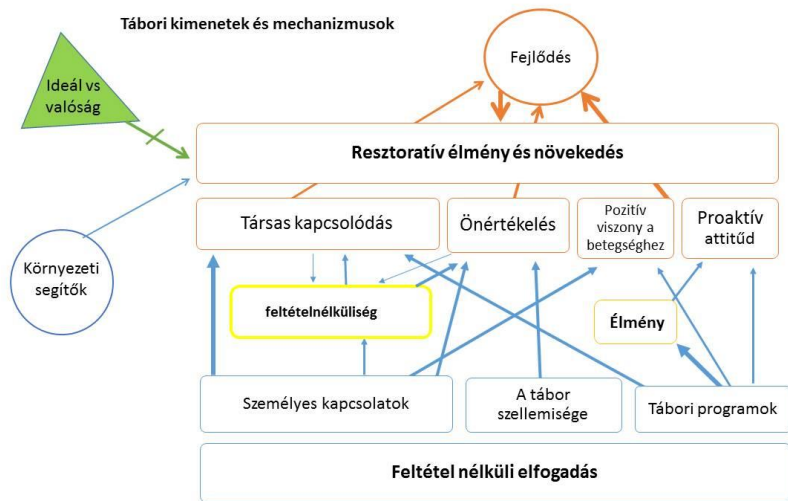 Tábori kimenetek és mechanizmusok
Fejlődés
Ideál vs
valóság
Resztoratív élmény és növekedés
Társas kapcsolódás
Önértékelés
Pozitív
viszony a
betegséghez
Proaktív
attitűd
Környezeti
segítők
feltételnélküliség
Élmény
Személyes kapcsolatok
A tábor
szellemisége
Tábori programok
Feltétel nélküli elfogadás